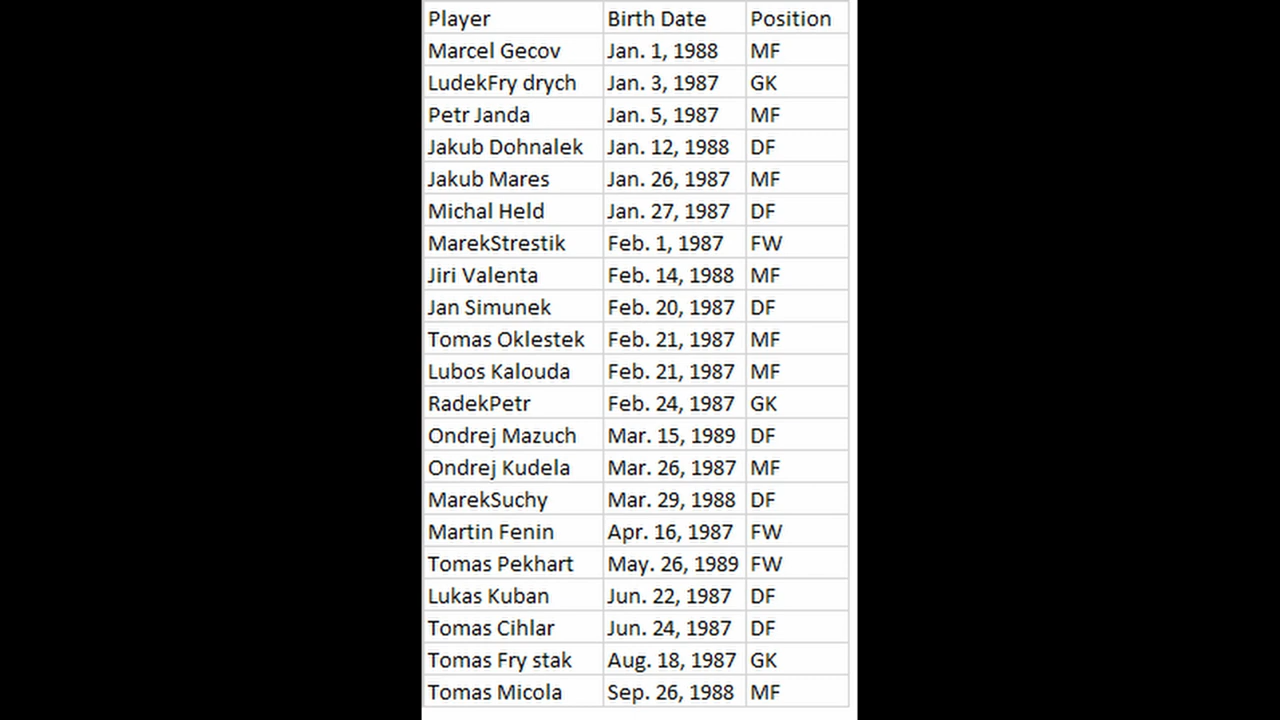 Player Birth Date Position
Marcel Gecov Jan. 1, 1988 MF
LudekFry drych Jan. 3, 1987 GK
Petr Janda Jan. 5, 1987 MF
Jakub Dohnalek Jan. 12, 1988 DF
Jakub Mares Jan. 26, 1987 MF
Michal Held Jan. 27, 1987 DF
MarekStrestik Feb. 1, 1987 FW
Jiri Valenta Feb. 14, 1988 MF
Jan Simunek Feb. 20, 1987 DF
Tomas Oklestek Feb. 21, 1987 MF
Lubos Kalouda Feb. 21, 1987 MF
RadekPetr Feb. 24, 1987 GK
Ondrej Mazuch Mar. 15, 1989 DF
Ondrej Kudela Mar. 26, 1987 MF
MarekSuchy Mar. 29, 1988 DF
Martin Fenin Apr. 16, 1987 FW
Tomas Pekhart May. 26, 1989 FW
Lukas Kuban Jun. 22, 1987 DF
Tomas Cihlar Jun. 24, 1987 DF
Tomas Fry stak Aug. 18, 1987 GK
Tomas Micola Sep. 26, 1988 MF